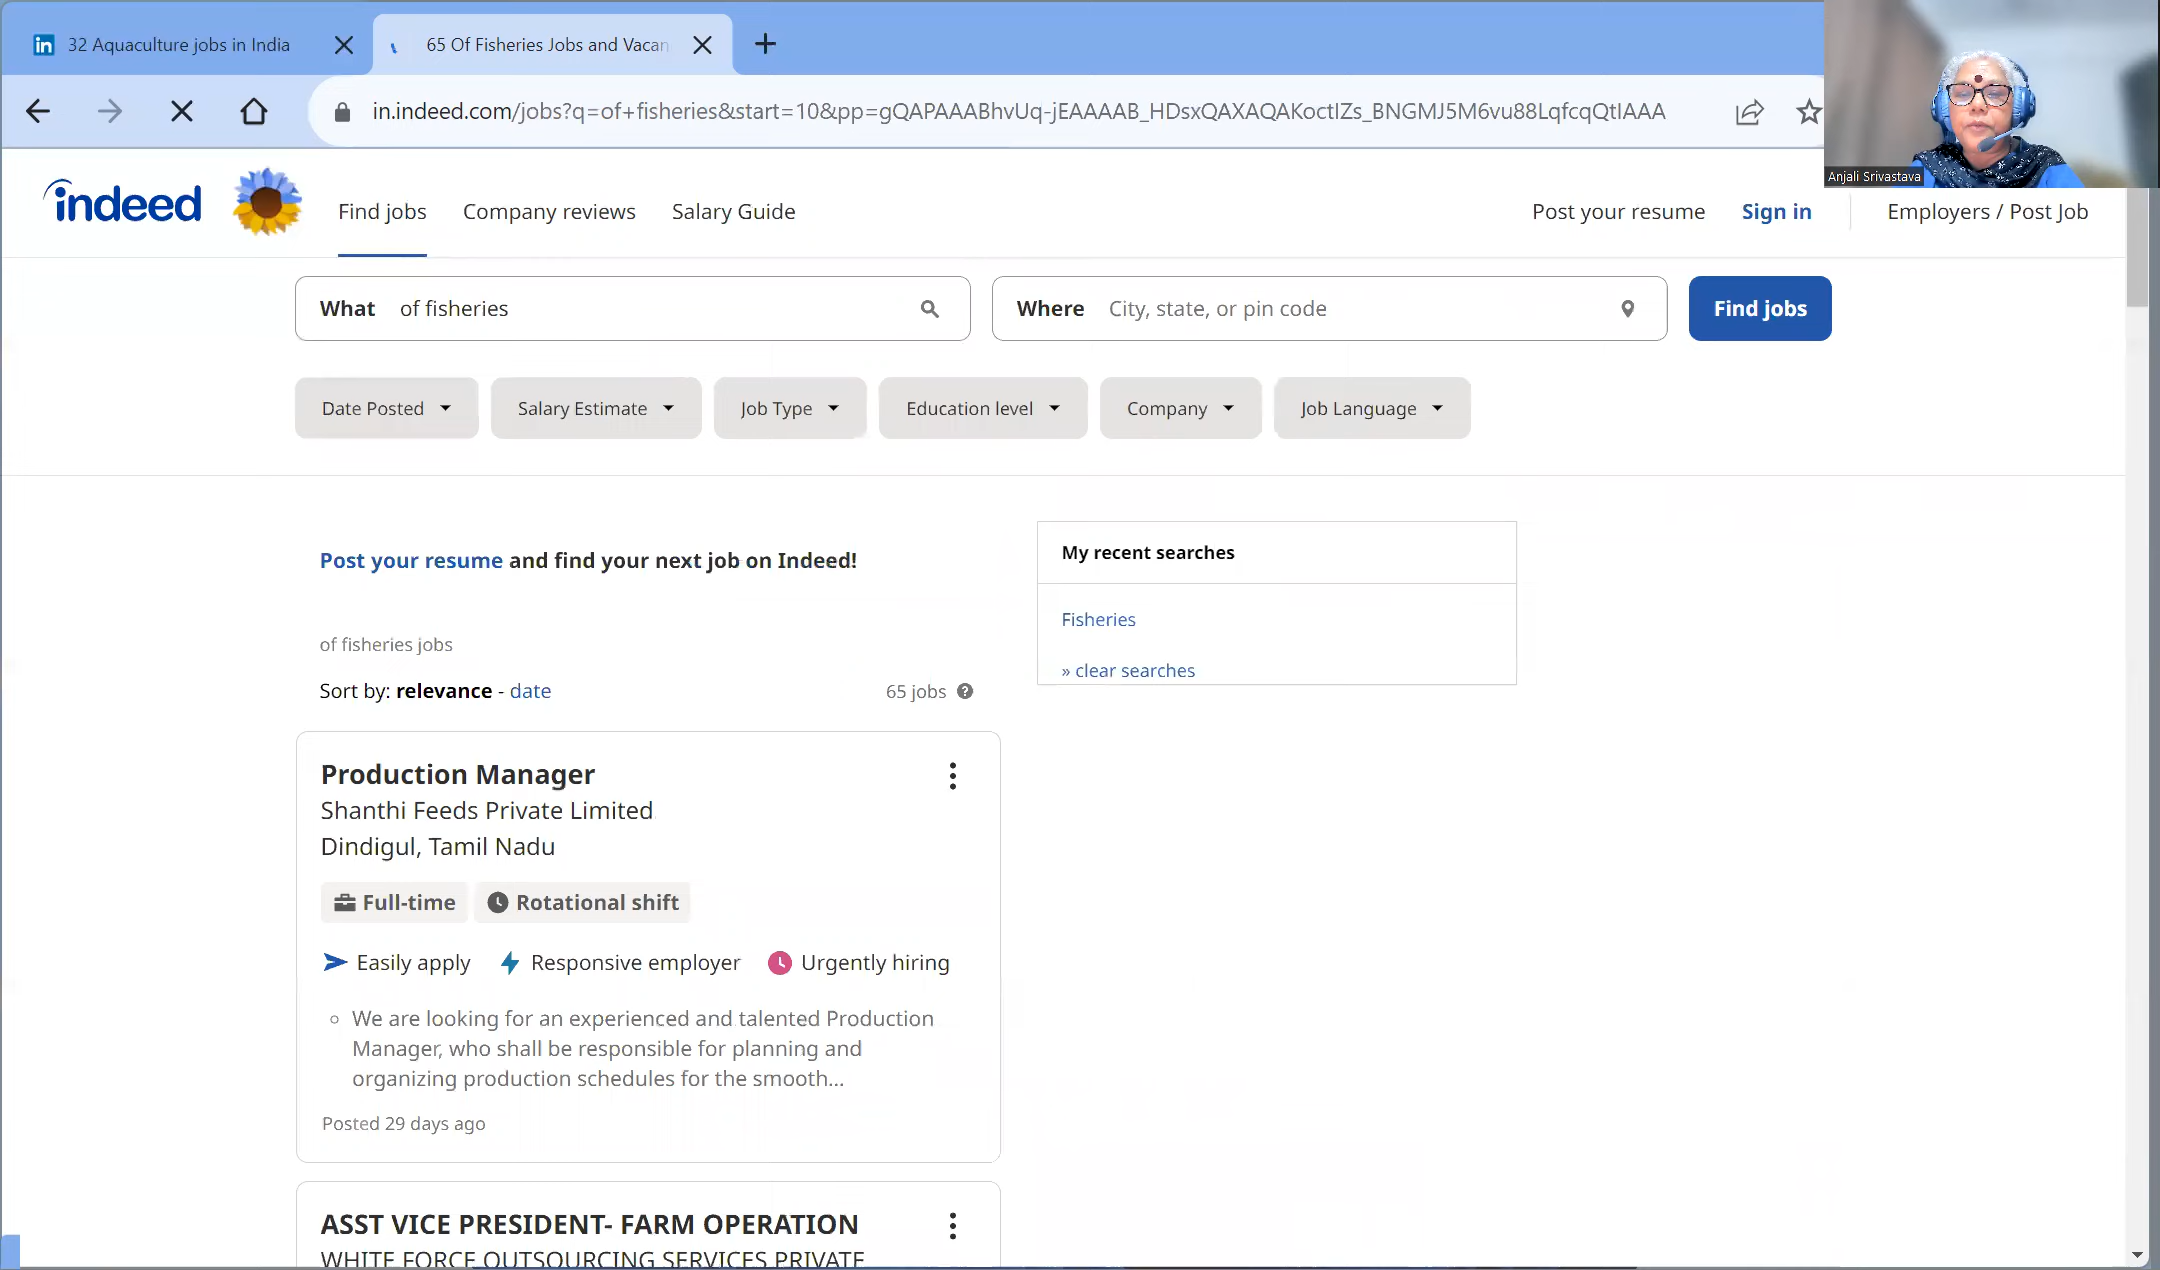 32 Aquaculture jobs in India
65 Of Fisheries Jobs and Vacan
in.indeed.com/jobs?q=of+fisheries&start=10&pp=gQAPAAABhvUq-jEAAAAB_HDsxQAXAQAKoctIZs_BNGMJ5M6vu88LqfcqQtIAAA
Anjali Srivastava
indeed
Find jobs
Company reviews
Salary Guide
Post your resume
Sign in
Employers / Post Job
What of fisheries
Where City, state, or pin code
Find jobs
Date Posted
Salary Estimate
Job Type
Education level
Company
Job Language
Post your resume and find your next job on Indeed!
My recent searches
Fisheries
» clear searches
of fisheries jobs
Sort by: relevance - date
65 jobs
Production Manager
Shanthi Feeds Private Limited
Dindigul, Tamil Nadu
Full-time
Rotational shift
Easily apply
Responsive employer
Urgently hiring
We are looking for an experienced and talented Production
Manager, who shall be responsible for planning and
organizing production schedules for the smooth...
Posted 29 days ago
ASST VICE PRESIDENT- FARM OPERATION
WHITE FORCE OUTSOURCING SERVICES PRIVATE